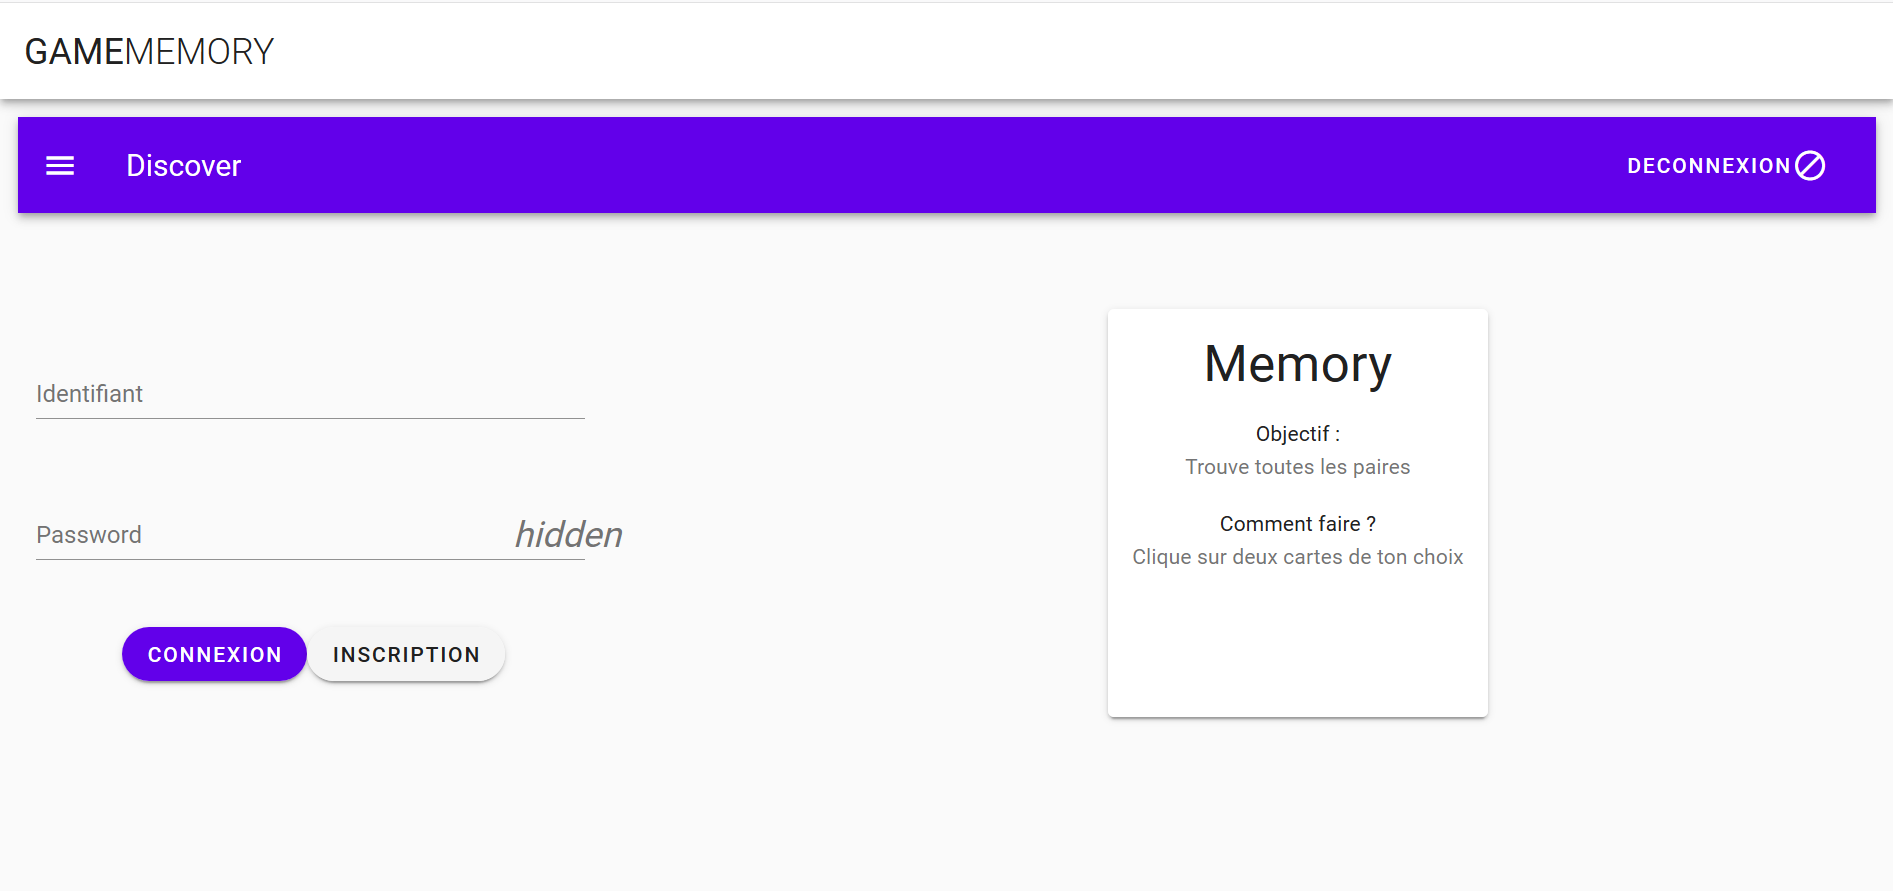 GAMEMEMORY
Discover
DECONNEXION
Identifiant
Password
hidden
CONNEXION
INSCRIPTION
Memory
Objectif :
Trouve toutes les paires
Comment faire ?
Clique sur deux cartes de ton choix